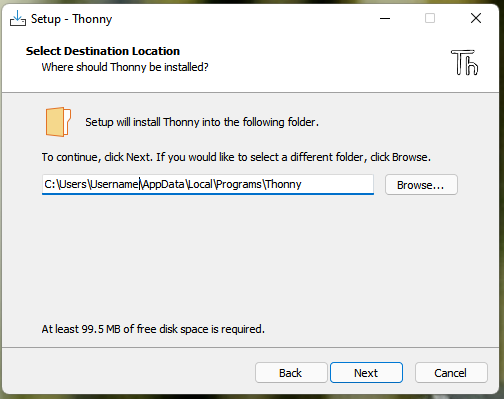 Setup - Thonny
Select Destination Location
Where should Thonny be installed?
Th
Setup will install Thonny into the following folder.
To continue, click Next. If you would like to select a different folder, click Browse.
C:\Users\Username\AppData\Local\Programs\Thonny
Browse...
At least 99.5 MB of free disk space is required.
Back
Next
Cancel